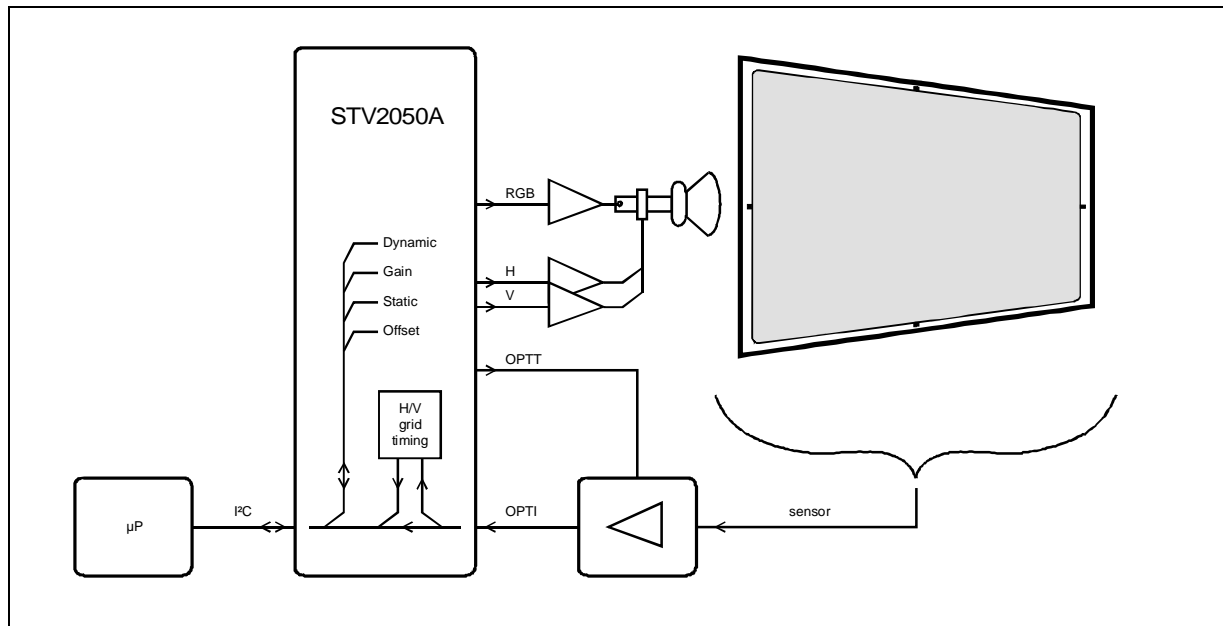 STV2050A
RGB
Dynamic
Gain
H
Static
V
Offset
OPTT
H/V
grid
timing
µP
I²C
OPTI
sensor